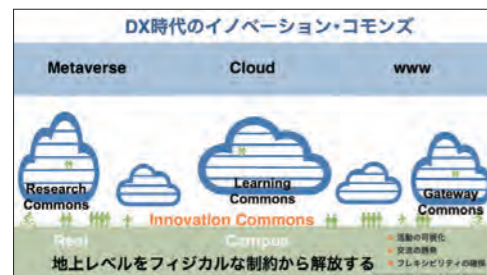 DX時代のイノベーション・コモンズ
Metaverse Cloud www
Research
Commons
Learning
Commons
Gateway
Commons
Innovation Commons
Real Campus
活動の可視化
交流の誘発
フレキシビリティの確保
地上レベルをフィジカルな制約から解放する